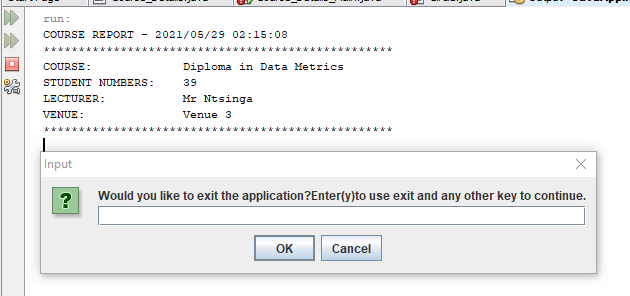 run:
COURSE REPORT - 2021/05/29 02:15:08
**************************************************
COURSE: Diploma in Data Metrics
STUDENT NUMBERS: 39
LECTURER: Mr Ntsinga
VENUE: Venue 3
**************************************************
Input
?
Would you like to exit the application?Enter(y)to use exit and any other key to continue.
OK Cancel